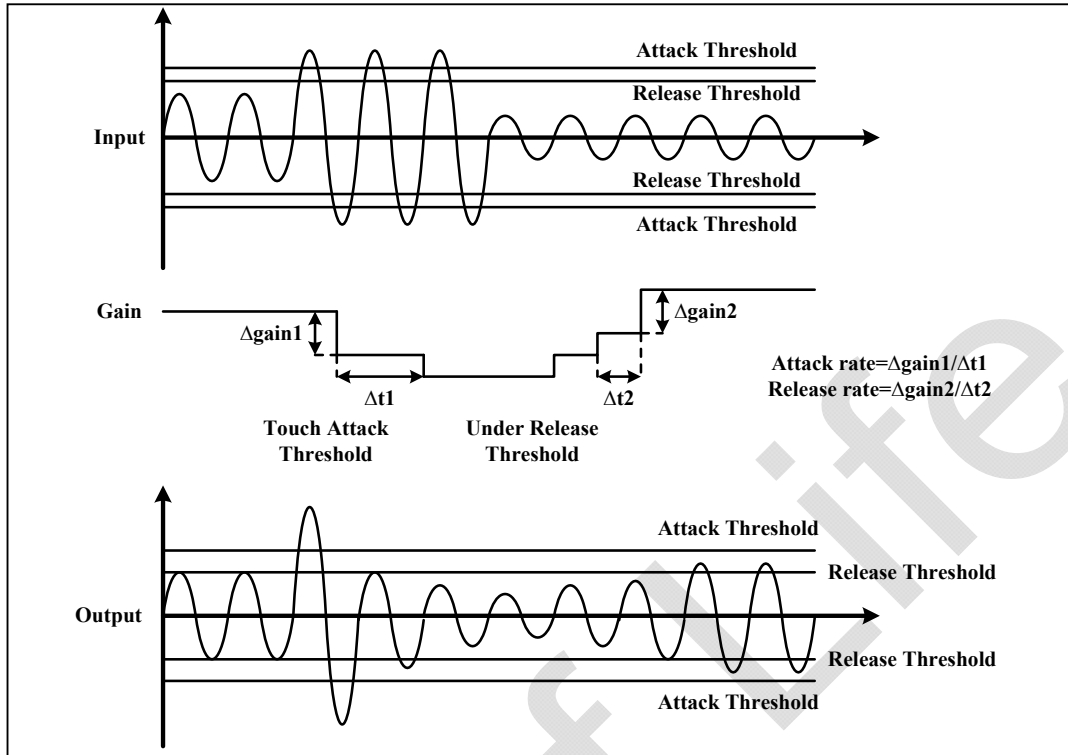 Attack Threshold
Release Threshold
Input
Release Threshold
Attack Threshold
Gain
Δgain1
Δgain2
Attack rate=Δgain1/Δt1
Release rate=Δgain2/Δt2
Δt1
Δt2
Touch Attack
Threshold
Under Release
Threshold
Attack Threshold
Release Threshold
Output
Release Threshold
Attack Threshold
f Life